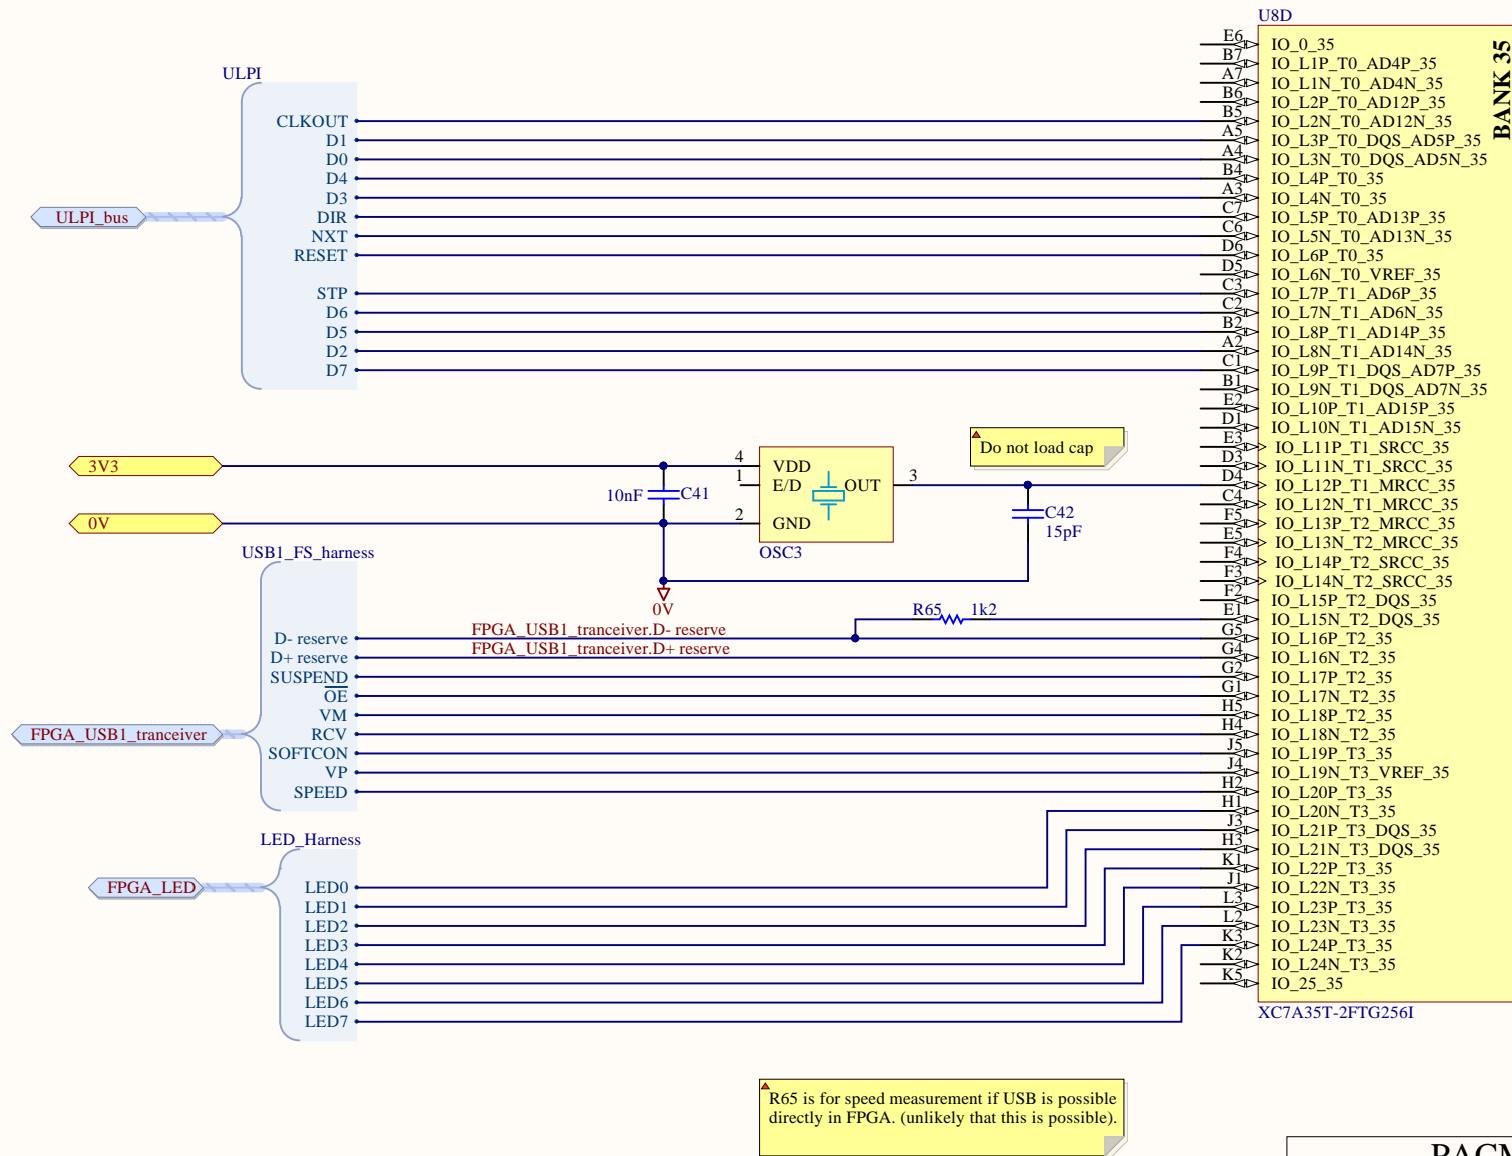 U8D
BANK 35
E6 IO_0_35
B7 IO_L1P_T0_AD4P_35
A7 IO_L1N_T0_AD4N_35
B6 IO_L2P_T0_AD12P_35
B5 IO_L2N_T0_AD12N_35
A5 IO_L3P_T0_DQS_AD5P_35
A4 IO_L3N_T0_DQS_AD5N_35
B4 IO_L4P_T0_35
A3 IO_L4N_T0_35
C7 IO_L5P_T0_AD13P_35
C6 IO_L5N_T0_AD13N_35
D6 IO_L6P_T0_35
D5 IO_L6N_T0_VREF_35
C3 IO_L7P_T1_AD6P_35
C2 IO_L7N_T1_AD6N_35
B2 IO_L8P_T1_AD14P_35
A2 IO_L8N_T1_AD14N_35
C1 IO_L9P_T1_DQS_AD7P_35
B1 IO_L9N_T1_DQS_AD7N_35
E2 IO_L10P_T1_AD15P_35
D1 IO_L10N_T1_AD15N_35
E3 IO_L11P_T1_SRCC_35
D3 IO_L11N_T1_SRCC_35
D4 IO_L12P_T1_MRCC_35
C4 IO_L12N_T1_MRCC_35
F5 IO_L13P_T2_MRCC_35
E5 IO_L13N_T2_MRCC_35
F4 IO_L14P_T2_SRCC_35
F3 IO_L14N_T2_SRCC_35
F2 IO_L15P_T2_DQS_35
E1 IO_L15N_T2_DQS_35
G5 IO_L16P_T2_35
G4 IO_L16N_T2_35
G2 IO_L17P_T2_35
G1 IO_L17N_T2_35
H5 IO_L18P_T2_35
H4 IO_L18N_T2_35
J5 IO_L19P_T3_35
J4 IO_L19N_T3_VREF_35
H2 IO_L20P_T3_35
H1 IO_L20N_T3_35
J3 IO_L21P_T3_DQS_35
H3 IO_L21N_T3_DQS_35
K1 IO_L22P_T3_35
J1 IO_L22N_T3_35
L3 IO_L23P_T3_35
L2 IO_L23N_T3_35
K3 IO_L24P_T3_35
K2 IO_L24N_T3_35
K5 IO_25_35
XC7A35T-2FTG256I
ULPI
ULPI_bus
CLKOUT
D1
D0
D4
D3
DIR
NXT
RESET
STP
D6
D5
D2
D7
3V3
0V
10nF C41
4 VDD
1 E/D
2 GND
OUT 3
OSC3
Do not load cap
C42
15pF
0V
USB1_FS_harness
FPGA_USB1_tranceiver
D- reserve
D+ reserve
SUSPEND
OE
VM
RCV
SOFTCON
VP
SPEED
FPGA_USB1_tranceiver.D- reserve
FPGA_USB1_tranceiver.D+ reserve
R65 1k2
LED_Harness
FPGA_LED
LED0
LED1
LED2
LED3
LED4
LED5
LED6
LED7
R65 is for speed measurement if USB is possible
directly in FPGA. (unlikely that this is possible).